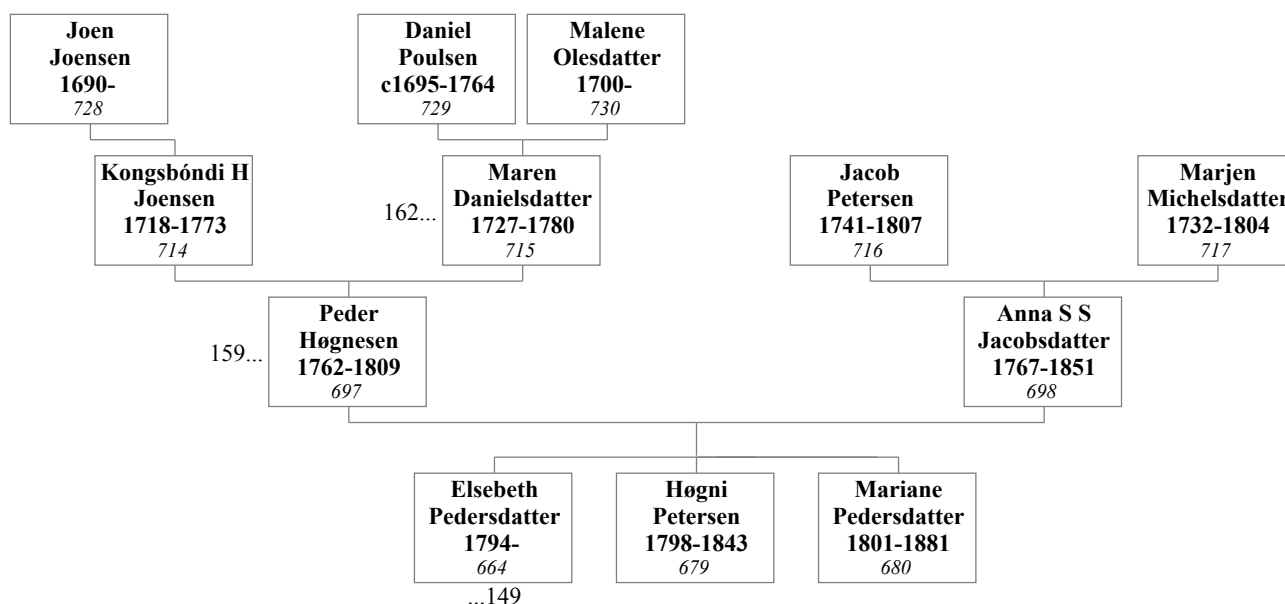 Joen
Joensen
1690-
728
Daniel
Poulsen
c1695-1764
729
Malene
Olesdatter
1700-
730
Kongsbóndi H
Joensen
1718-1773
714
162...
Maren
Danielsdatter
1727-1780
715
Jacob
Petersen
1741-1807
716
Marjen
Michelsdatter
1732-1804
717
159...
Peder
Høgnesen
1762-1809
697
Anna S S
Jacobsdatter
1767-1851
698
Elsebeth
Pedersdatter
1794-
664
...149
Høgni
Petersen
1798-1843
679
Mariane
Pedersdatter
1801-1881
680